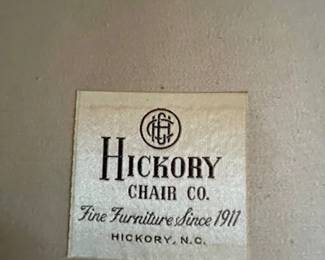 HICKORY
CHAIR CO.
Fine Furniture Since 1911
HICKORY, N.C.